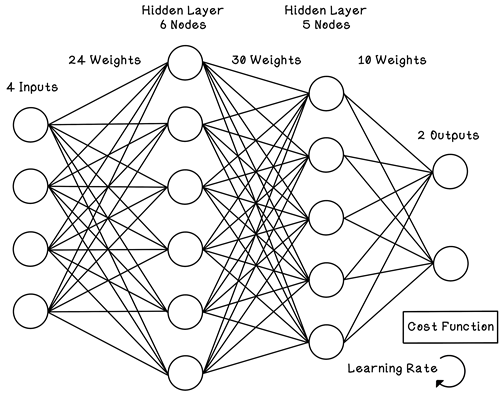 Hidden Layer
6 Nodes
Hidden Layer
5 Nodes
24 Weights
30 Weights
10 Weights
4 Inputs
2 Outputs
Cost Function
Learning Rate